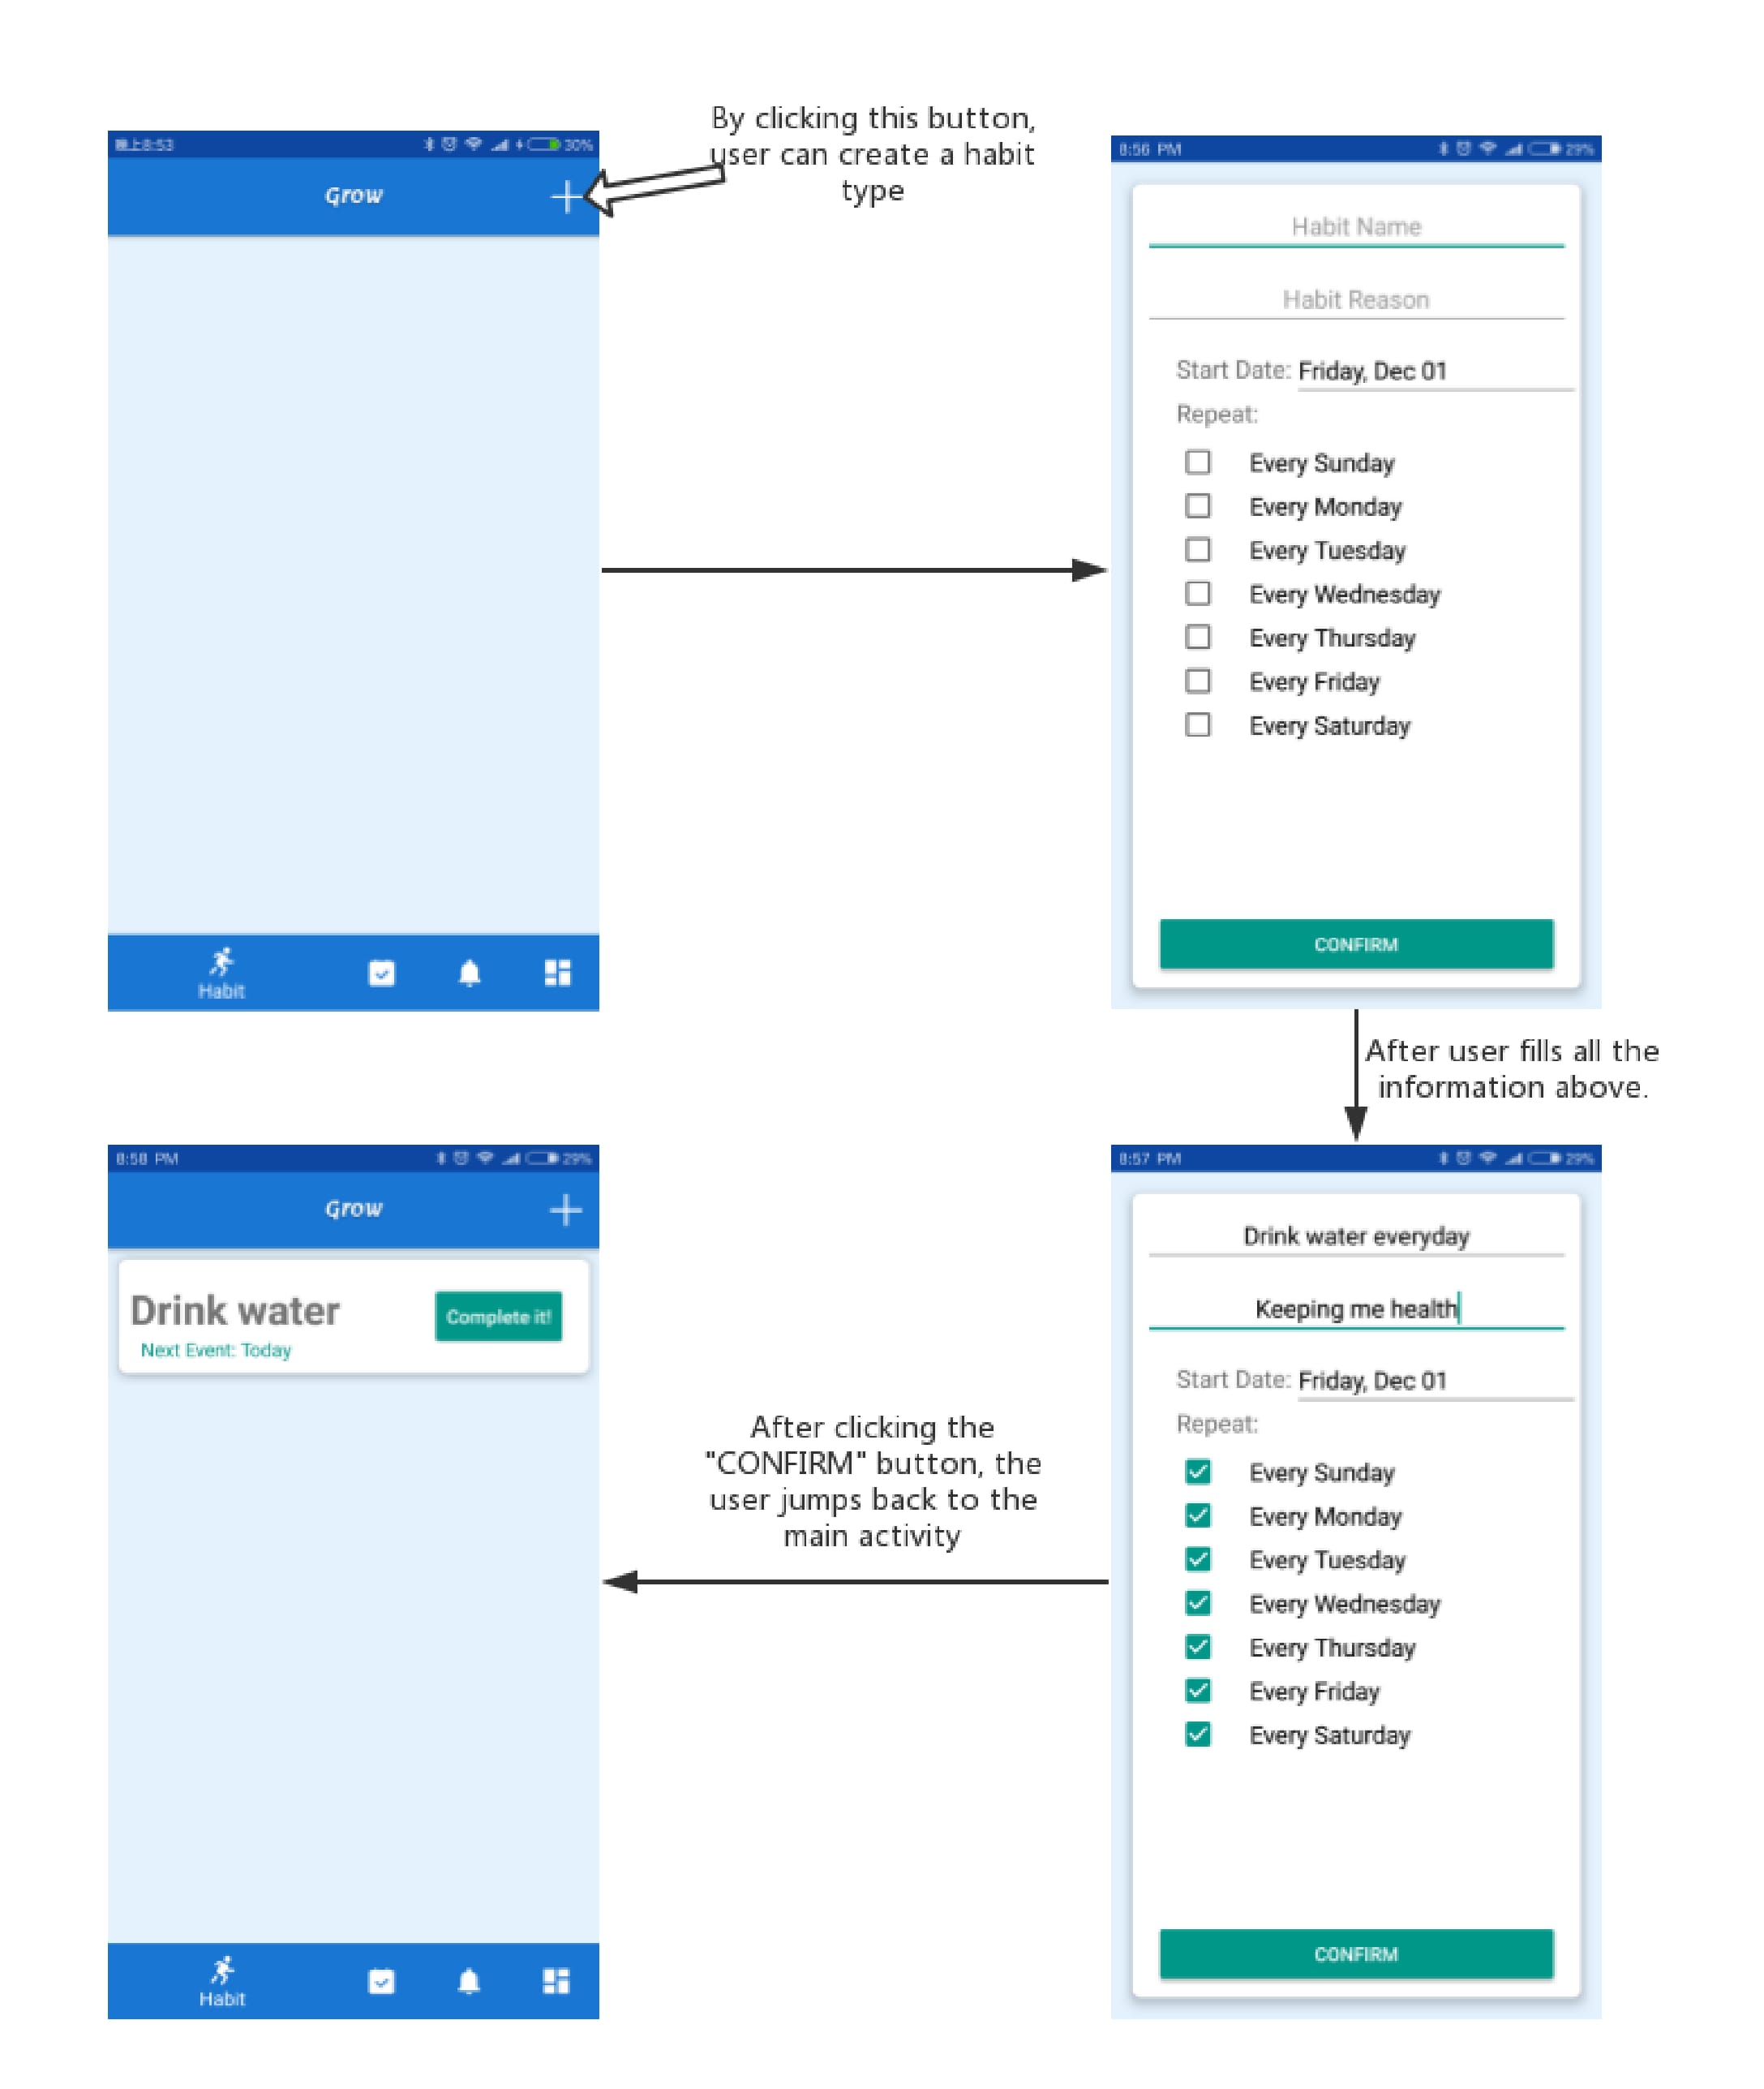 By clicking this button,
user can create a habit
type
晚上8:53
30%
Grow
Habit
8:56 PM
29%
Habit Name
Habit Reason
Start Date: Friday, Dec 01
Repeat:
Every Sunday
Every Monday
Every Tuesday
Every Wednesday
Every Thursday
Every Friday
Every Saturday
CONFIRM
After user fills all the
information above.
8:57 PM
29%
Drink water everyday
Keeping me health
Start Date: Friday, Dec 01
Repeat:
Every Sunday
Every Monday
Every Tuesday
Every Wednesday
Every Thursday
Every Friday
Every Saturday
CONFIRM
After clicking the
"CONFIRM" button, the
user jumps back to the
main activity
8:58 PM
29%
Grow
Drink water
Complete it!
Next Event: Today
Habit